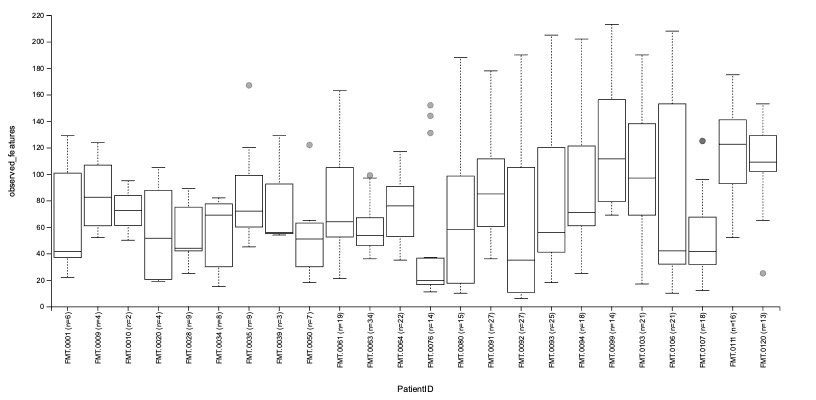 220
200
180
160
140
120
100
80
60
40
20
0
observed_features
FMT.0001 (n=6)
FMT.0009 (n=4)
FMT.0010 (n=2)
FMT.0020 (n=4)
FMT.0028 (n=9)
FMT.0034 (n=8)
FMT.0035 (n=9)
FMT.0039 (n=3)
FMT.0050 (n=7)
FMT.0061 (n=19)
FMT.0063 (n=34)
FMT.0064 (n=22)
FMT.0076 (n=14)
FMT.0080 (n=15)
FMT.0091 (n=27)
FMT.0092 (n=27)
FMT.0093 (n=25)
FMT.0094 (n=18)
FMT.0099 (n=14)
FMT.0103 (n=21)
FMT.0106 (n=21)
FMT.0107 (n=18)
FMT.0111 (n=16)
FMT.0120 (n=13)
PatientID